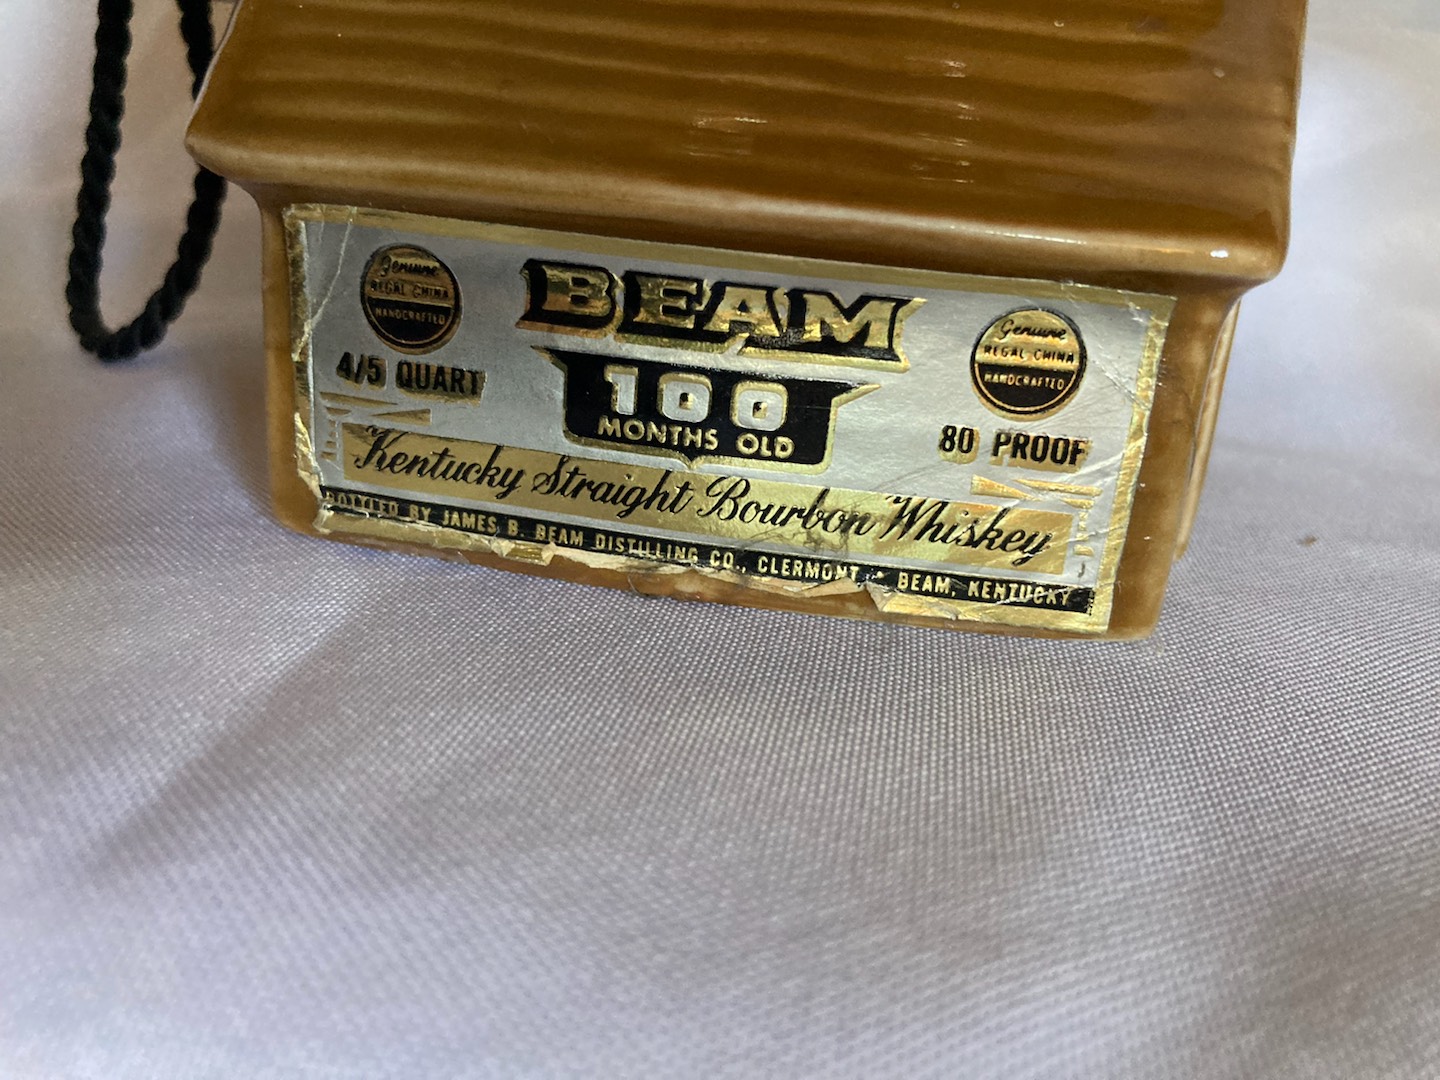 Genuine
REGAL CHINA
HANDCRAFTED
BEAM
Genuine
REGAL CHINA
HANDCRAFTED
4/5 QUART
100
MONTHS OLD
80 PROOF
Kentucky Straight Bourbon Whiskey
BOTTLED BY JAMES B. BEAM DISTILLING CO., CLERMONT BEAM, KENTUCKY